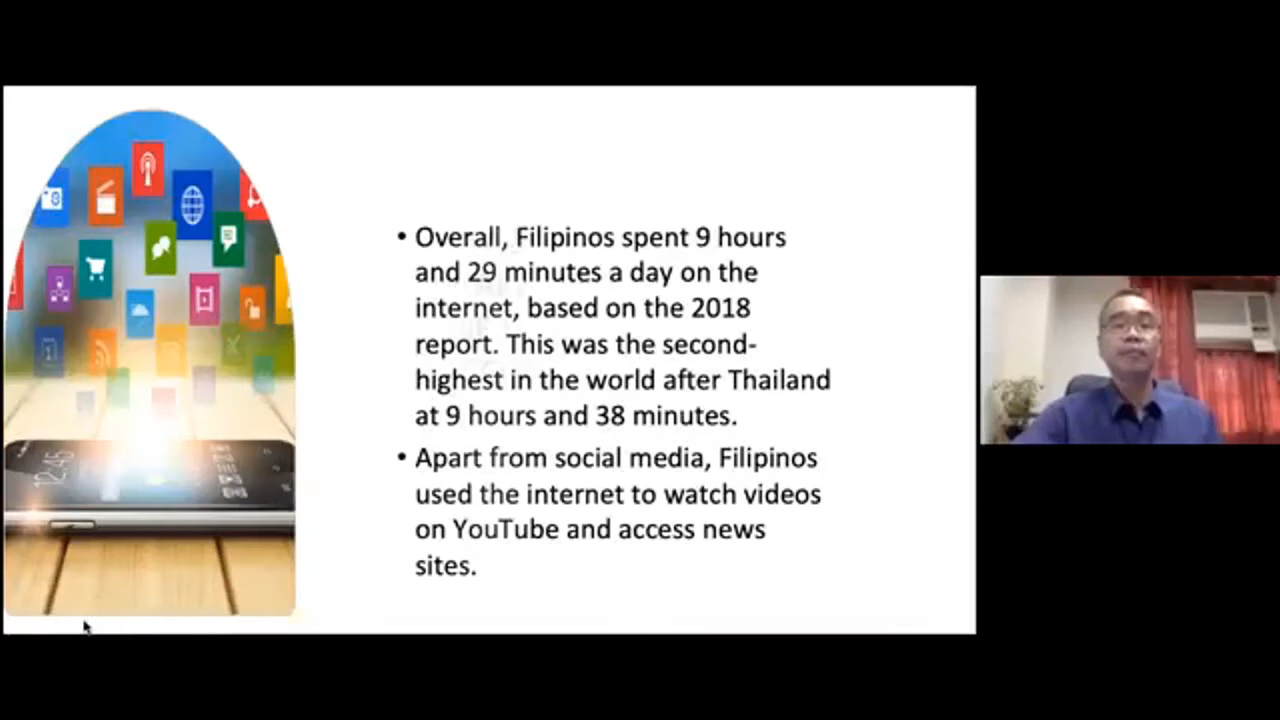 • Overall, Filipinos spent 9 hours
and 29 minutes a day on the
internet, based on the 2018
report. This was the second-
highest in the world after Thailand
at 9 hours and 38 minutes.
• Apart from social media, Filipinos
used the internet to watch videos
on YouTube and access news
sites.
12:45